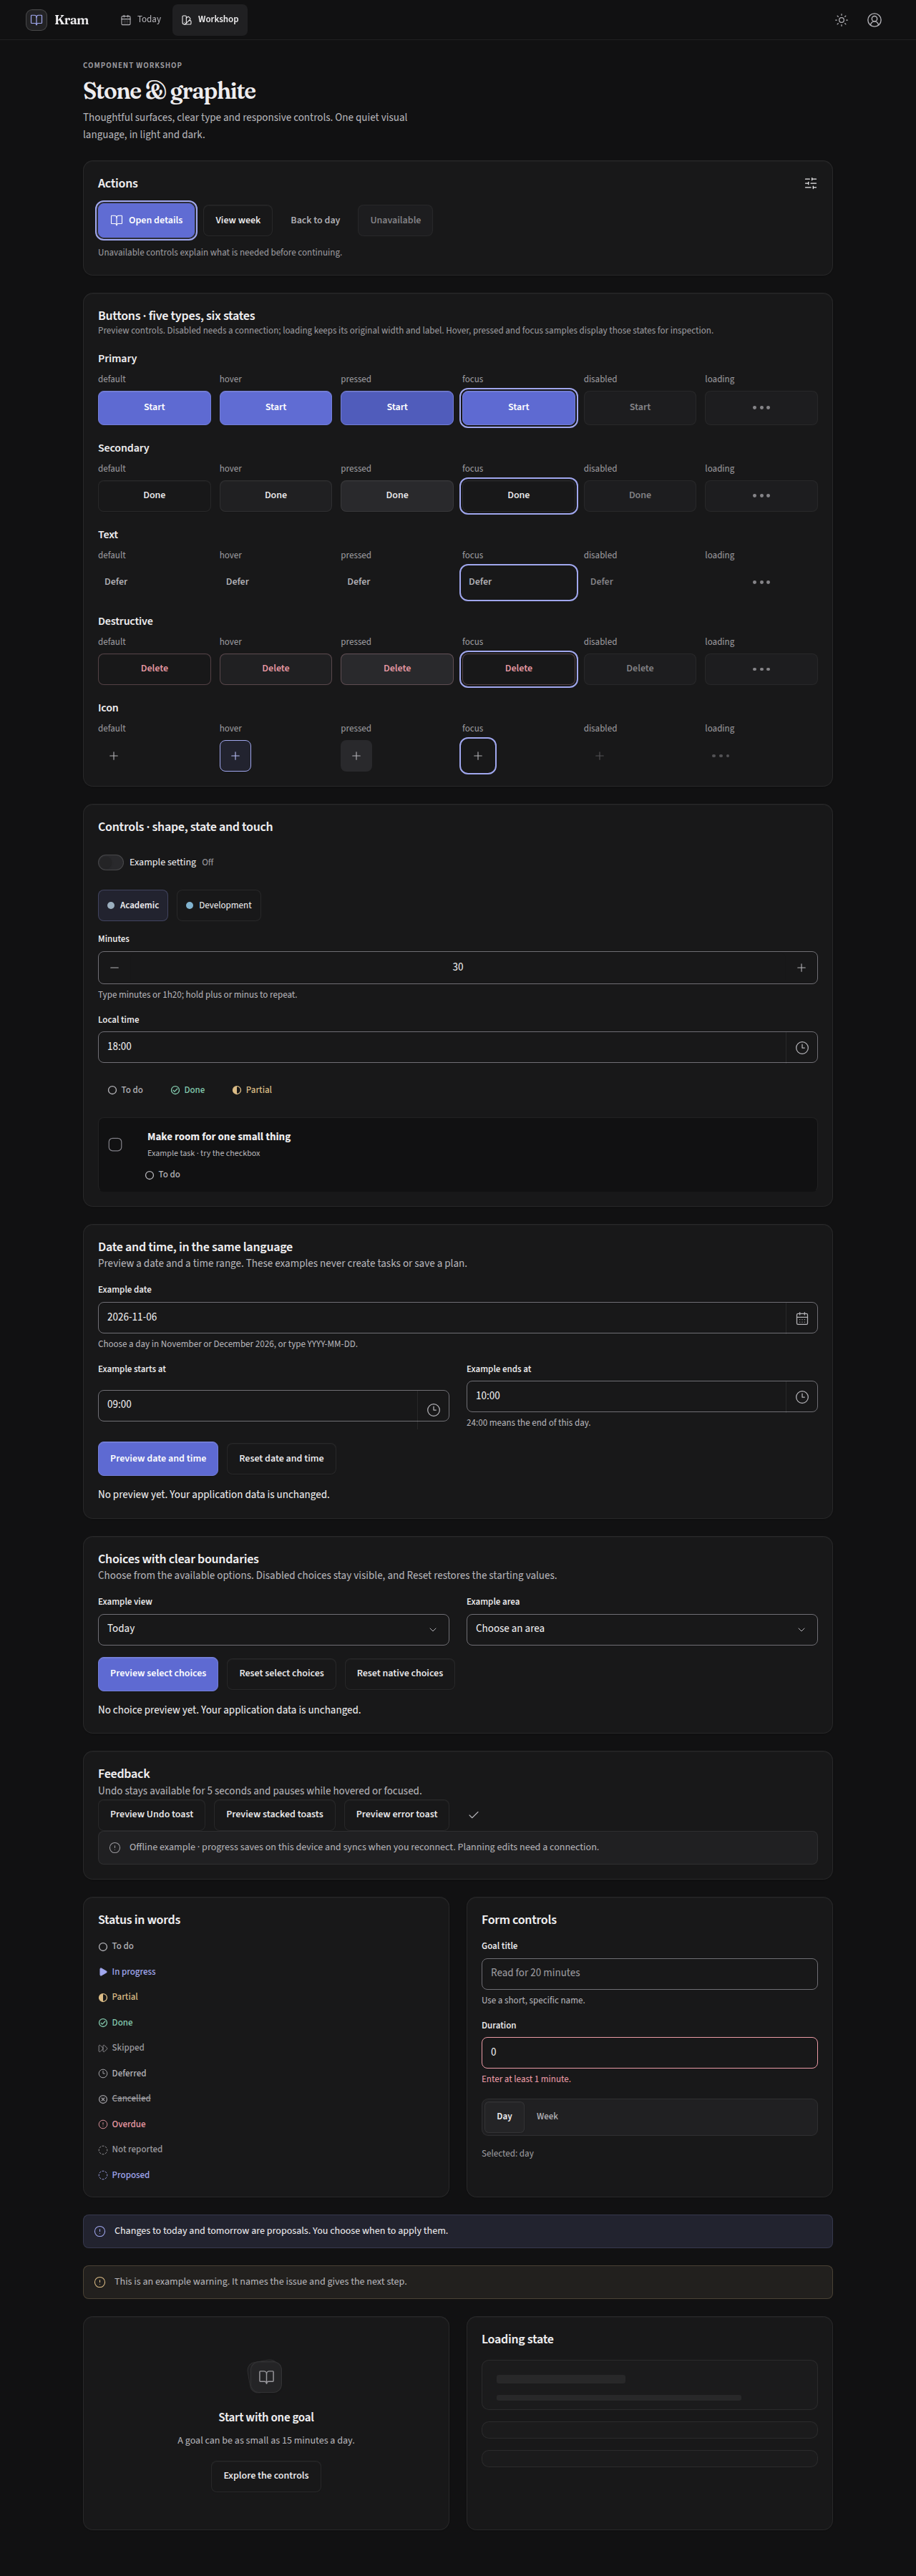 Kram
Today
Workshop
COMPONENT WORKSHOP
Stone & graphite
Thoughtful surfaces, clear type and responsive controls. One quiet visual
language, in light and dark.
Actions
Open details
View week
Back to day
Unavailable
Unavailable controls explain what is needed before continuing.
Buttons · five types, six states
Preview controls. Disabled needs a connection; loading keeps its original width and label. Hover, pressed and focus samples display those states for inspection.
Primary
default hover pressed focus disabled loading
Start Start Start Start Start
Secondary
default hover pressed focus disabled loading
Done Done Done Done Done
Text
default hover pressed focus disabled loading
Defer Defer Defer Defer Defer
Destructive
default hover pressed focus disabled loading
Delete Delete Delete Delete Delete
Icon
default hover pressed focus disabled loading
Controls · shape, state and touch
Example setting Off
Academic Development
Minutes
30
Type minutes or 1h20; hold plus or minus to repeat.
Local time
18:00
To do Done Partial
Make room for one small thing
Example task · try the checkbox
To do
Date and time, in the same language
Preview a date and a time range. These examples never create tasks or save a plan.
Example date
2026-11-06
Choose a day in November or December 2026, or type YYYY-MM-DD.
Example starts at
09:00
Example ends at
10:00
24:00 means the end of this day.
Preview date and time
Reset date and time
No preview yet. Your application data is unchanged.
Choices with clear boundaries
Choose from the available options. Disabled choices stay visible, and Reset restores the starting values.
Example view
Today
Example area
Choose an area
Preview select choices
Reset select choices
Reset native choices
No choice preview yet. Your application data is unchanged.
Feedback
Undo stays available for 5 seconds and pauses while hovered or focused.
Preview Undo toast
Preview stacked toasts
Preview error toast
Offline example · progress saves on this device and syncs when you reconnect. Planning edits need a connection.
Status in words
To do
In progress
Partial
Done
Skipped
Deferred
Cancelled
Overdue
Not reported
Proposed
Form controls
Goal title
Read for 20 minutes
Use a short, specific name.
Duration
0
Enter at least 1 minute.
Day Week
Selected: day
Changes to today and tomorrow are proposals. You choose when to apply them.
This is an example warning. It names the issue and gives the next step.
Start with one goal
A goal can be as small as 15 minutes a day.
Explore the controls
Loading state